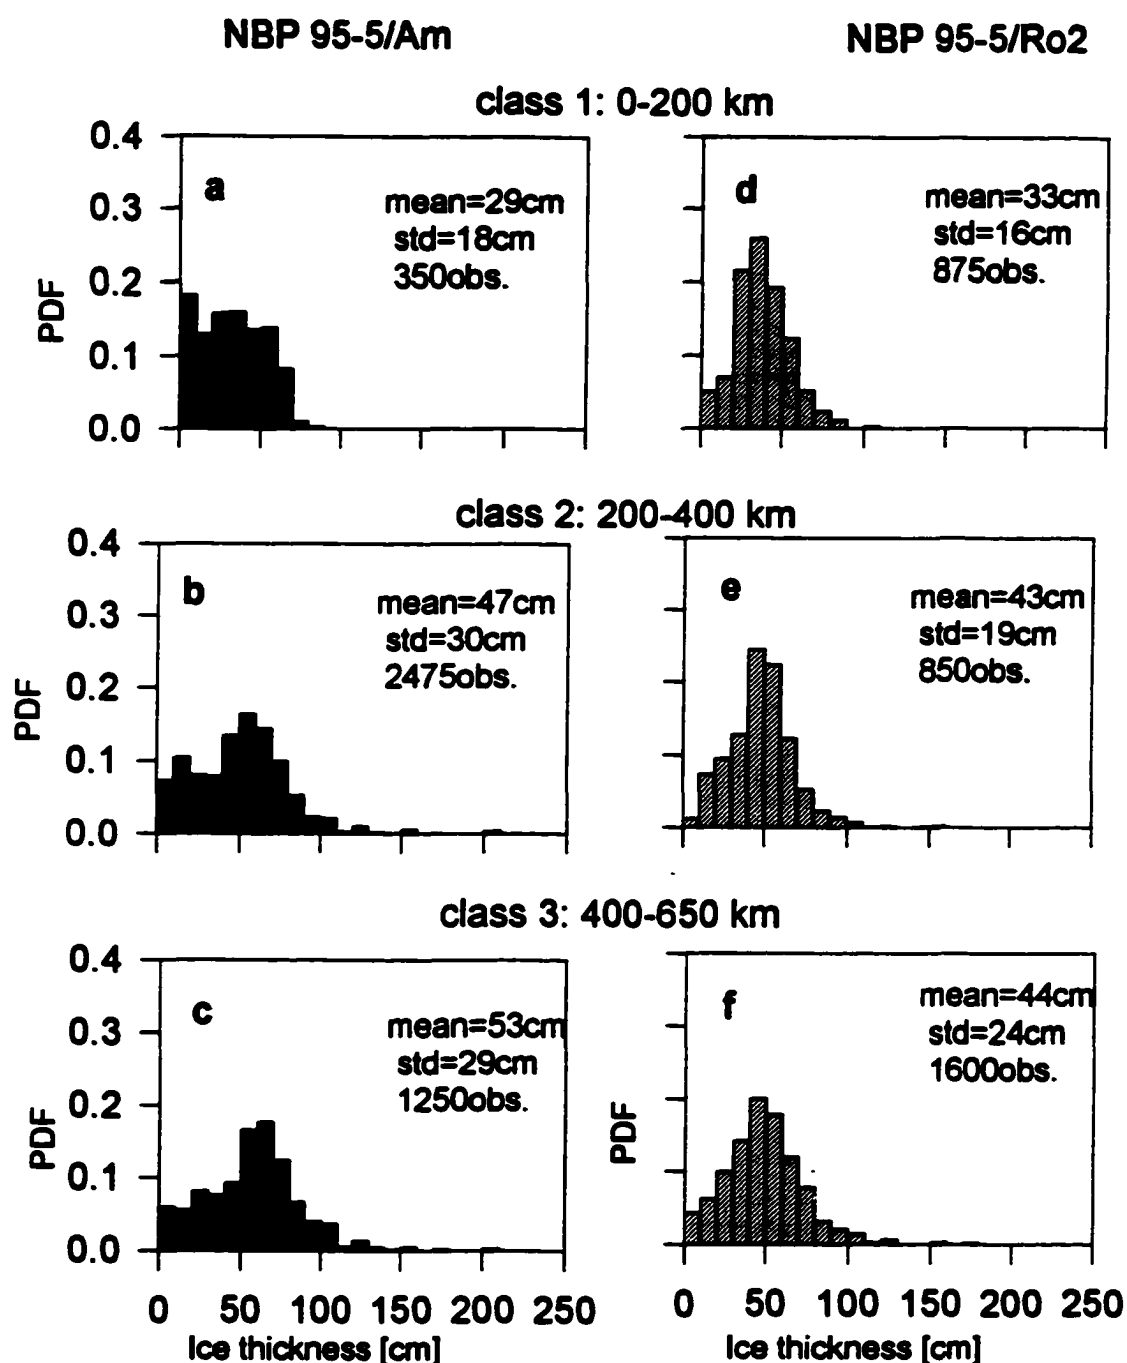 NBP 95-5/Am NBP 95-5/Ro2
class 1: 0-200 km
0.4
0.3
0.2
0.1
0.0
PDF
a
mean=29cm
std=18cm
350obs.
d
mean=33cm
std=16cm
875obs.
class 2: 200-400 km
0.4
0.3
0.2
0.1
0.0
PDF
b
mean=47cm
std=30cm
2475obs.
e
mean=43cm
std=19cm
850obs.
class 3: 400-650 km
0.4
0.3
0.2
0.1
0.0
PDF
c
mean=53cm
std=29cm
1250obs.
PDF
f
mean=44cm
std=24cm
1600obs.
0 50 100 150 200 250
Ice thickness [cm]
0 50 100 150 200 250
Ice thickness [cm]